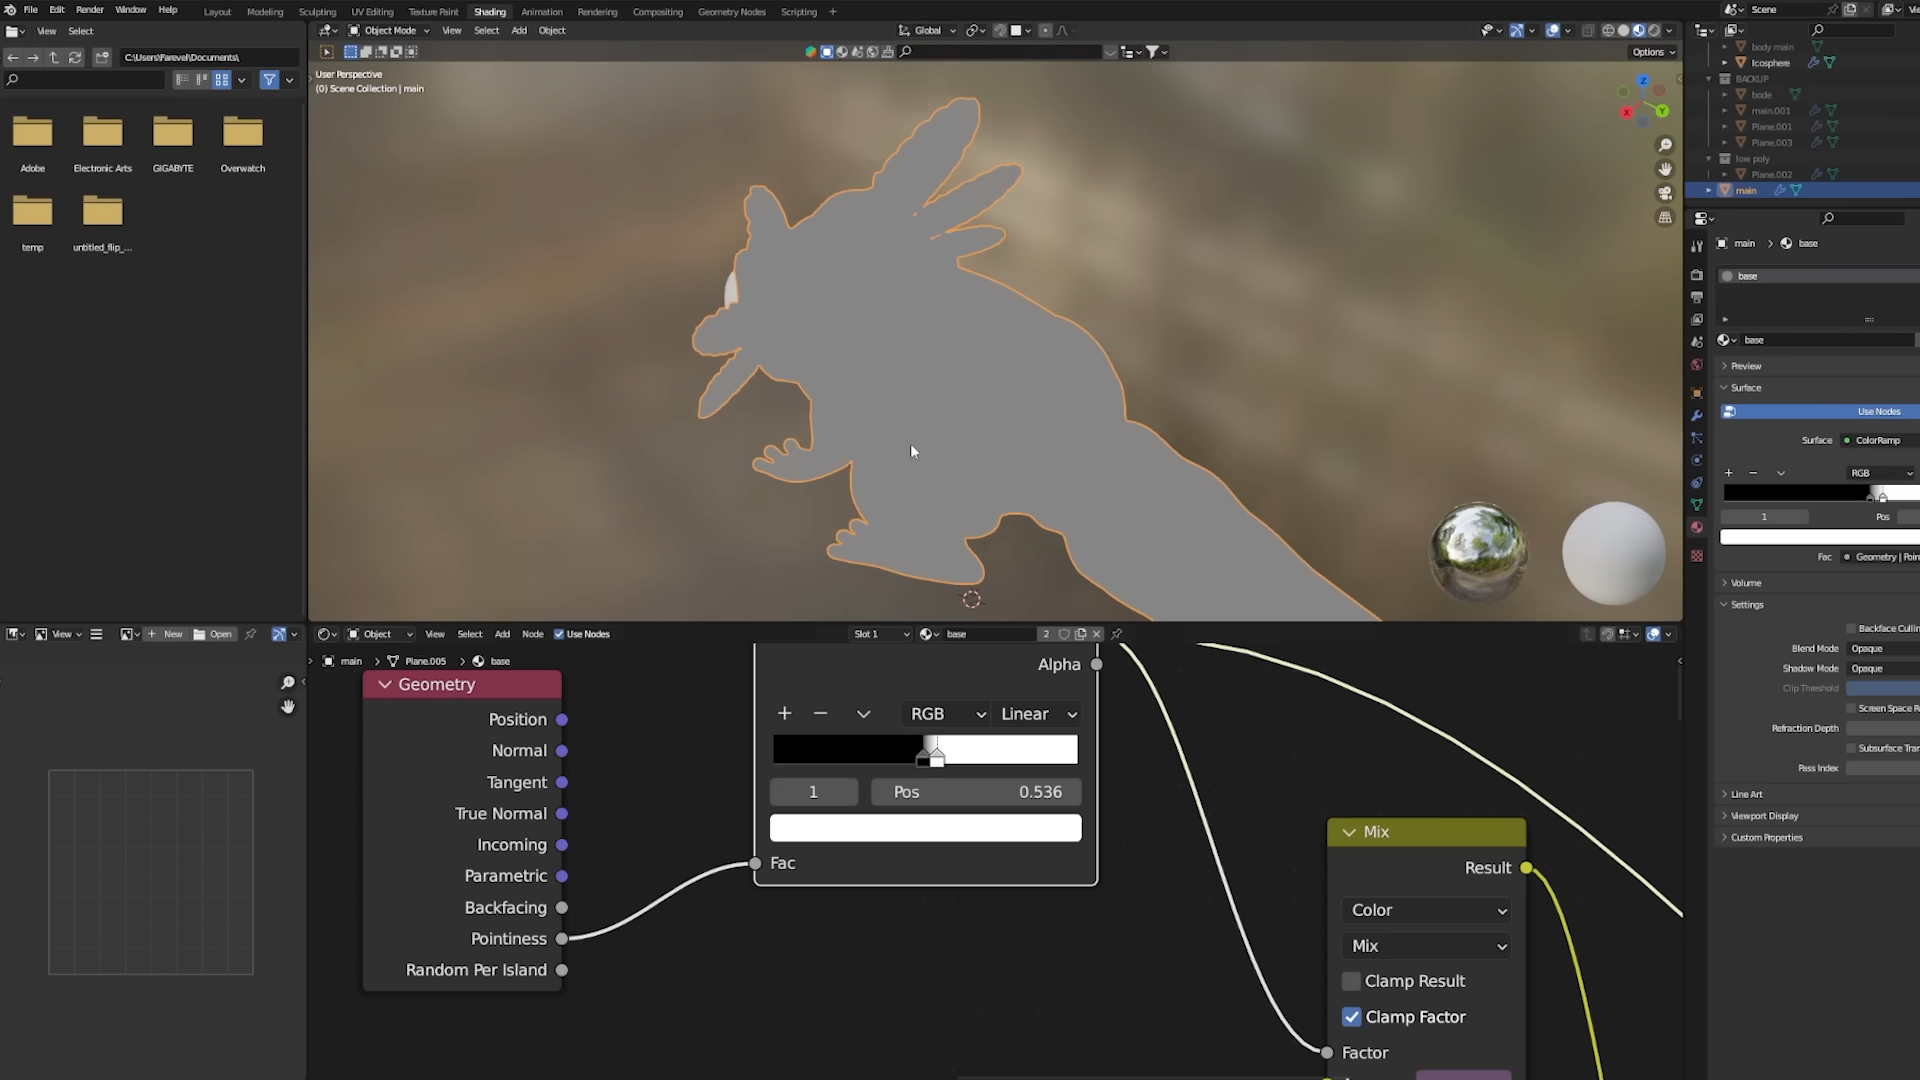 File Edit Render Window Help
Layout Modeling Sculpting UV Editing Texture Paint Shading Animation Rendering Compositing Geometry Nodes Scripting +
Scene
View Select
C:\Users\Farevel\Documents\
Adobe
Electronic Arts
GIGABYTE
Overwatch
temp
untitled_flip_...
Object Mode View Select Add Object
Global
Options
User Perspective
(0) Scene Collection | main
Z
Y
X
body main
Icosphere
BACKUP
bode
main.001
Plane.001
Plane.003
low poly
Plane.002
main
main > base
base
base
Preview
Surface
Use Nodes
Surface ColorRamp
RGB
1 Pos
Fac Geometry | Poin
Volume
Settings
Backface Cullin
Blend Mode Opaque
Shadow Mode Opaque
Clip Threshold
Screen Space R
Refraction Depth
Subsurface Tran
Pass Index
Line Art
Viewport Display
Custom Properties
View
New Open
Object View Select Add Node Use Nodes
Slot 1 base 2
main > Plane.005 > base
Geometry
Position
Normal
Tangent
True Normal
Incoming
Parametric
Backfacing
Pointiness
Random Per Island
Alpha
RGB Linear
1 Pos 0.536
Fac
Mix
Result
Color
Mix
Clamp Result
Clamp Factor
Factor